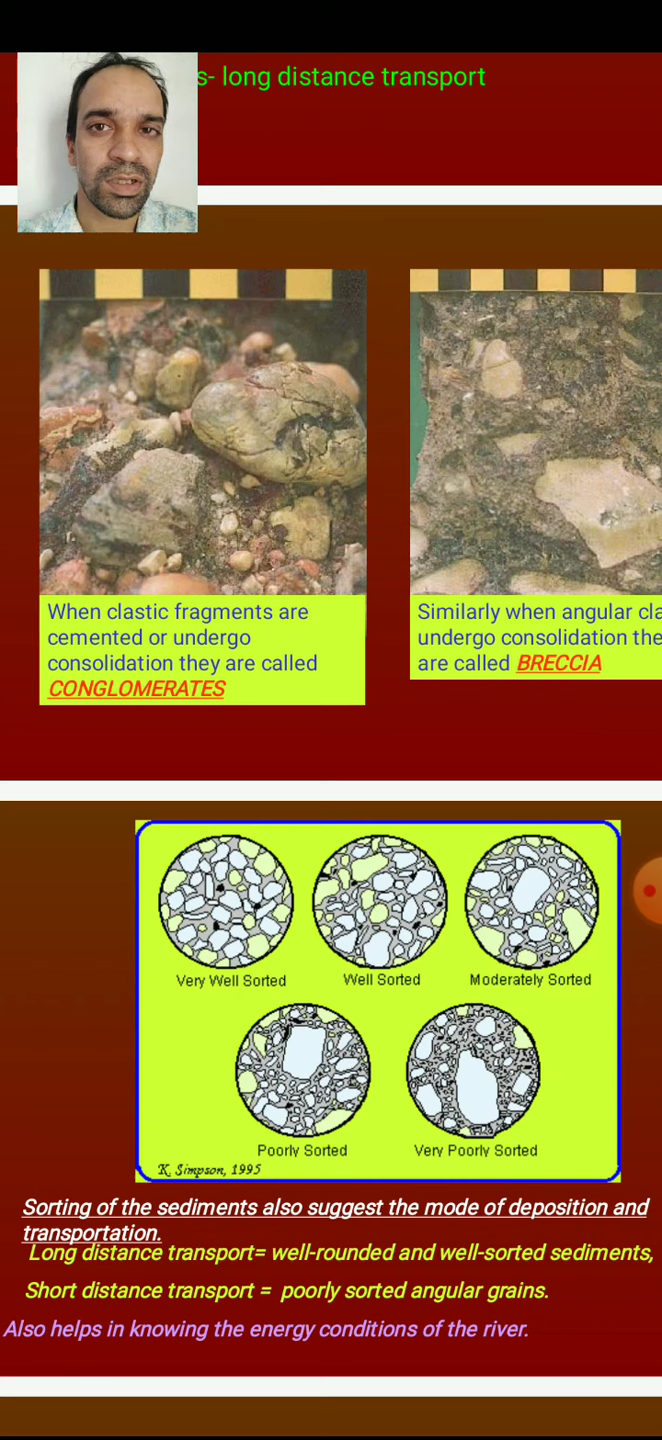 s- long distance transport
When clastic fragments are
cemented or undergo
consolidation they are called
CONGLOMERATES
Similarly when angular cla
undergo consolidation the
are called BRECCIA
Very Well Sorted
Well Sorted
Moderately Sorted
Poorly Sorted
Very Poorly Sorted
K. Simpson, 1995
Sorting of the sediments also suggest the mode of deposition and
transportation.
Long distance transport= well-rounded and well-sorted sediments,
Short distance transport = poorly sorted angular grains.
Also helps in knowing the energy conditions of the river.